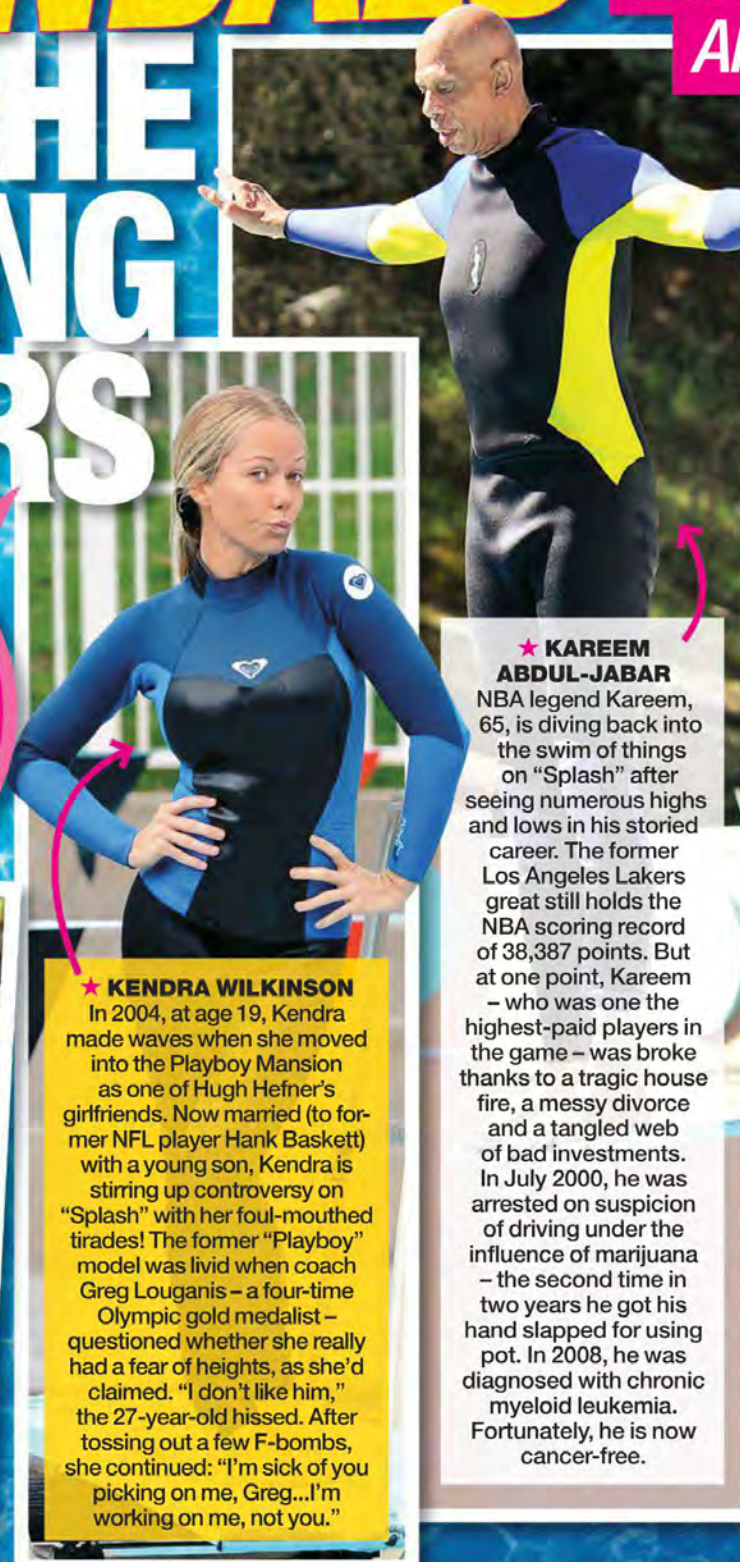 HE
NG
RS
★ KAREEM
ABDUL-JABAR
NBA legend Kareem,
65, is diving back into
the swim of things
on “Splash” after
seeing numerous highs
and lows in his storied
career. The former
Los Angeles Lakers
great still holds the
NBA scoring record
of 38,387 points. But
at one point, Kareem
– who was one the
highest-paid players in
the game – was broke
thanks to a tragic house
fire, a messy divorce
and a tangled web
of bad investments.
In July 2000, he was
arrested on suspicion
of driving under the
influence of marijuana
– the second time in
two years he got his
hand slapped for using
pot. In 2008, he was
diagnosed with chronic
myeloid leukemia.
Fortunately, he is now
cancer-free.
★ KENDRA WILKINSON
In 2004, at age 19, Kendra
made waves when she moved
into the Playboy Mansion
as one of Hugh Hefner’s
girlfriends. Now married (to for-
mer NFL player Hank Baskett)
with a young son, Kendra is
stirring up controversy on
“Splash” with her foul-mouthed
tirades! The former “Playboy”
model was livid when coach
Greg Louganis – a four-time
Olympic gold medalist –
questioned whether she really
had a fear of heights, as she’d
claimed. “I don’t like him,”
the 27-year-old hissed. After
tossing out a few F-bombs,
she continued: “I’m sick of you
picking on me, Greg...I’m
working on me, not you.”